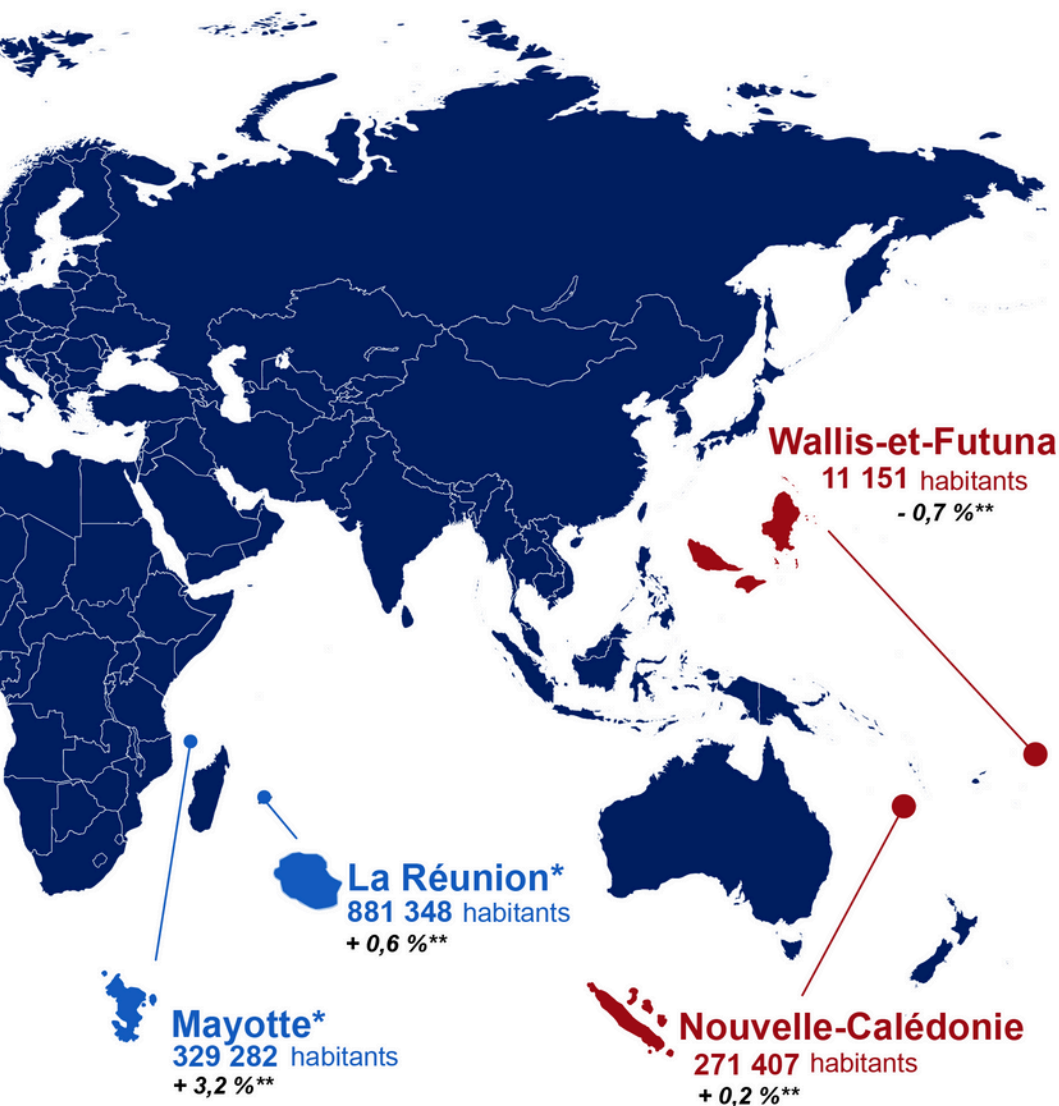 Wallis-et-Futuna
11 151 habitants
- 0,7 %**
La Réunion*
881 348 habitants
+ 0,6 %**
Mayotte*
329 282 habitants
+ 3,2 %**
Nouvelle-Calédonie
271 407 habitants
+ 0,2 %**